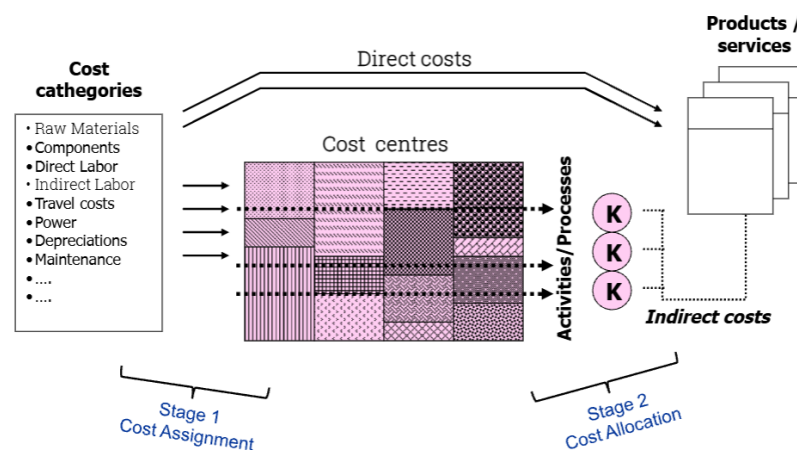 Products /
services
Direct costs
Cost
cathegories
• Raw Materials
•Components
•Direct Labor
• Indirect Labor
•Travel costs
•Power
•Depreciations
•Maintenance
•....
•....
Cost centres
Activities/Processes
K
K
K
Indirect costs
Stage 1
Cost Assignment
Stage 2
Cost Allocation